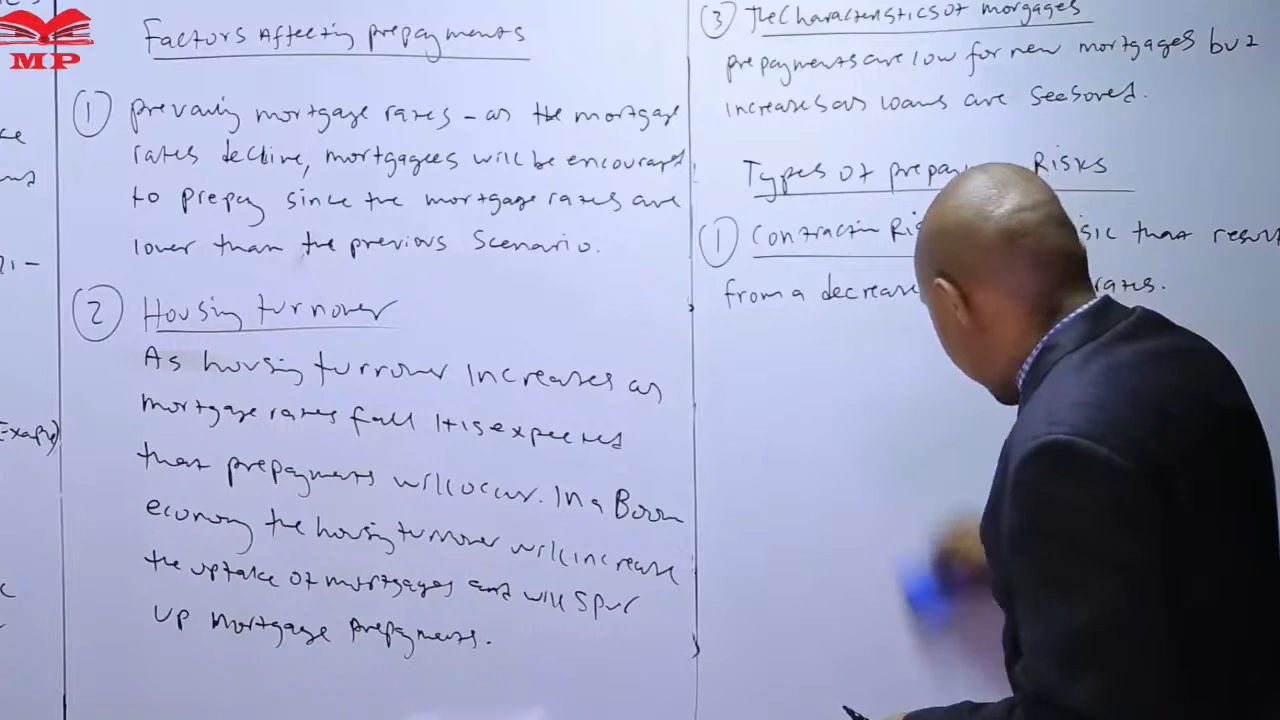 MP
Factors Affecting prepayments
① prevailing mortgage rates - as the mortgage
rates decline, mortgagees will be encouraged
to prepay since the mortgage rates are
lower than the previous Scenario.
② Housing turnover
As housing turnover Increases as
mortgage rates fall It is expected
that prepayments will occur. In a Boom
economy the housing turnover will increase
the uptake of mortgages and will Spur
up mortgage prepayments.
③ The Characteristics of morgages
prepayments are low for new mortgages but
increases as loans are Seasoned.
Types of Risks
① Contraction that result
from a decrease rates.